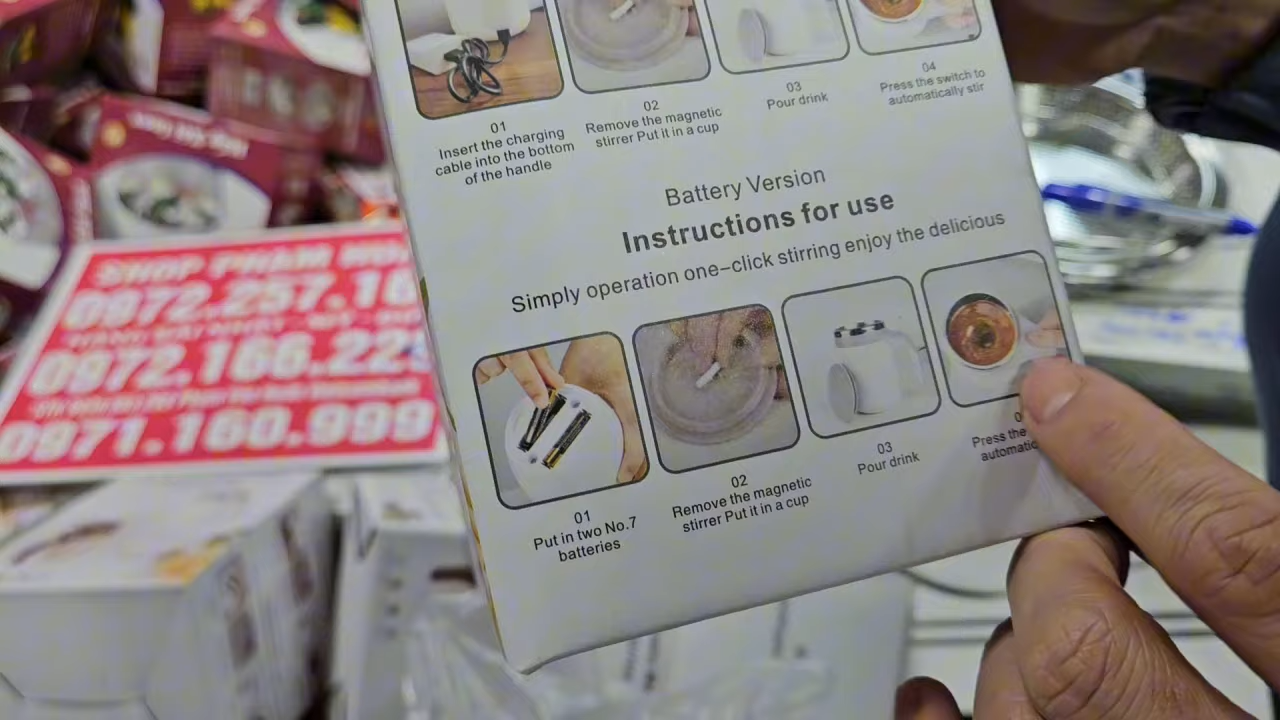 01
Insert the charging
cable into the bottom
of the handle
02
Remove the magnetic
stirrer Put it in a cup
03
Pour drink
04
Press the switch to
automatically stir
Battery Version
Instructions for use
Simply operation one-click stirring enjoy the delicious
01
Put in two No.7
batteries
02
Remove the magnetic
stirrer Put it in a cup
03
Pour drink
Press the
SHOP
0972.257.1
0972.166.22
0971.160.999